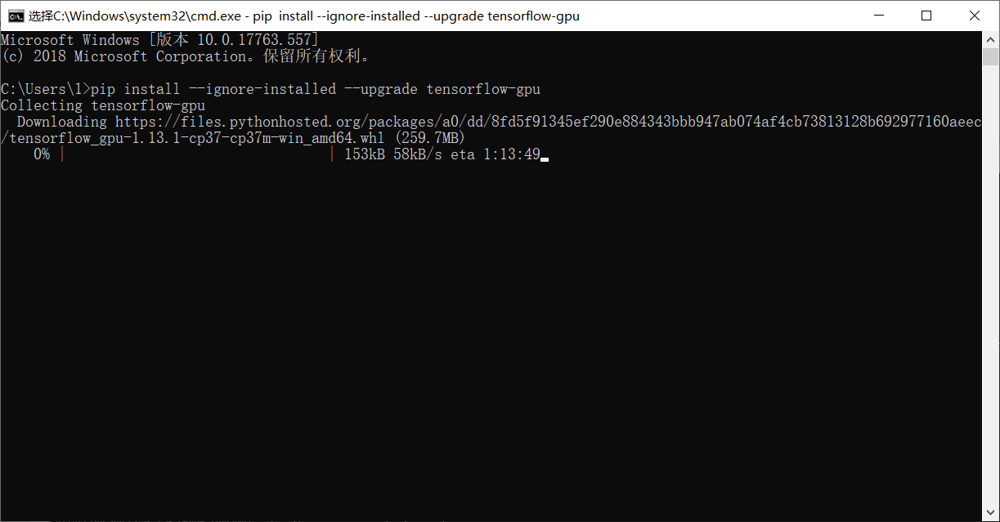 选择C:\Windows\system32\cmd.exe - pip  install --ignore-installed --upgrade tensorflow-gpu
Microsoft Windows [版本 10.0.17763.557]
(c) 2018 Microsoft Corporation。保留所有权利。
C:\Users\l>pip install --ignore-installed --upgrade tensorflow-gpu
Collecting tensorflow-gpu
  Downloading https://files.pythonhosted.org/packages/a0/dd/8fd5f91345ef290e884343bbb947ab074af4cb73813128b692977160aeec
/tensorflow_gpu-1.13.1-cp37-cp37m-win_amd64.whl (259.7MB)
    0% |                                | 153kB 58kB/s eta 1:13:49